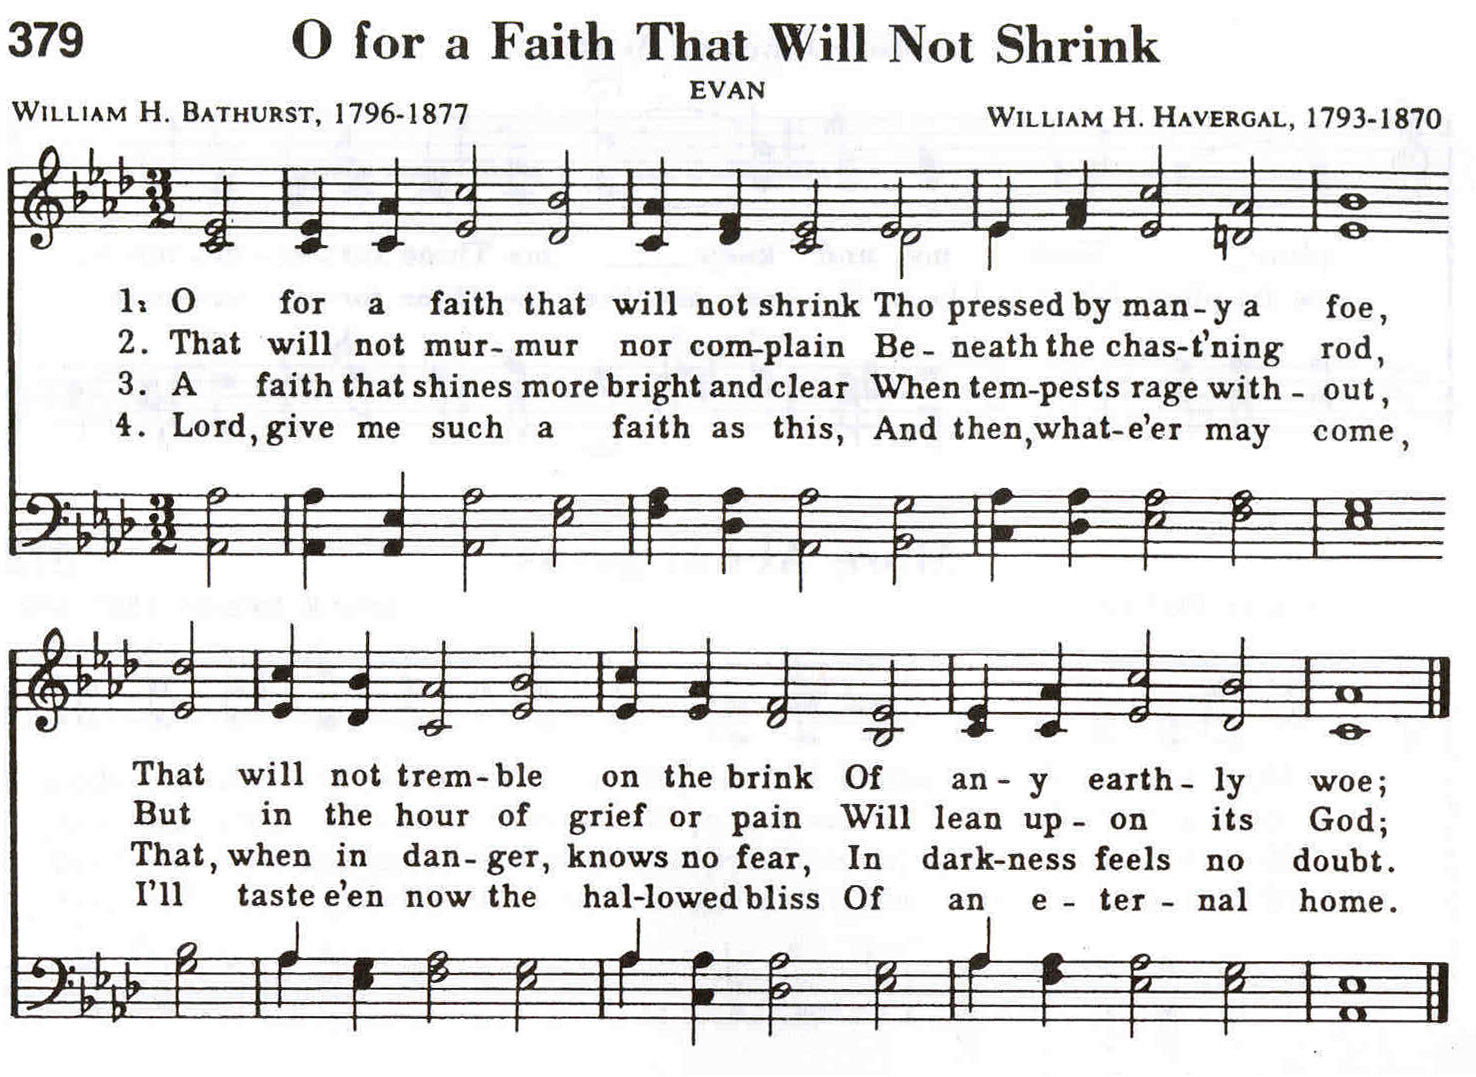 379
O for a Faith That Will Not Shrink
EVAN
WILLIAM H. BATHURST, 1796-1877
WILLIAM H. HAVERGAL, 1793-1870
1. O for a faith that will not shrink Tho pressed by man-y a foe,
2. That will not mur-mur nor com-plain Be-neath the chas-t'ning rod,
3. A faith that shines more bright and clear When tem-pests rage with-out,
4. Lord, give me such a faith as this, And then, what-e'er may come,
That will not trem-ble on the brink Of an-y earth-ly woe;
But in the hour of grief or pain Will lean up-on its God;
That, when in dan-ger, knows no fear, In dark-ness feels no doubt.
I'll taste e'en now the hal-lowed bliss Of an e-ter-nal home.